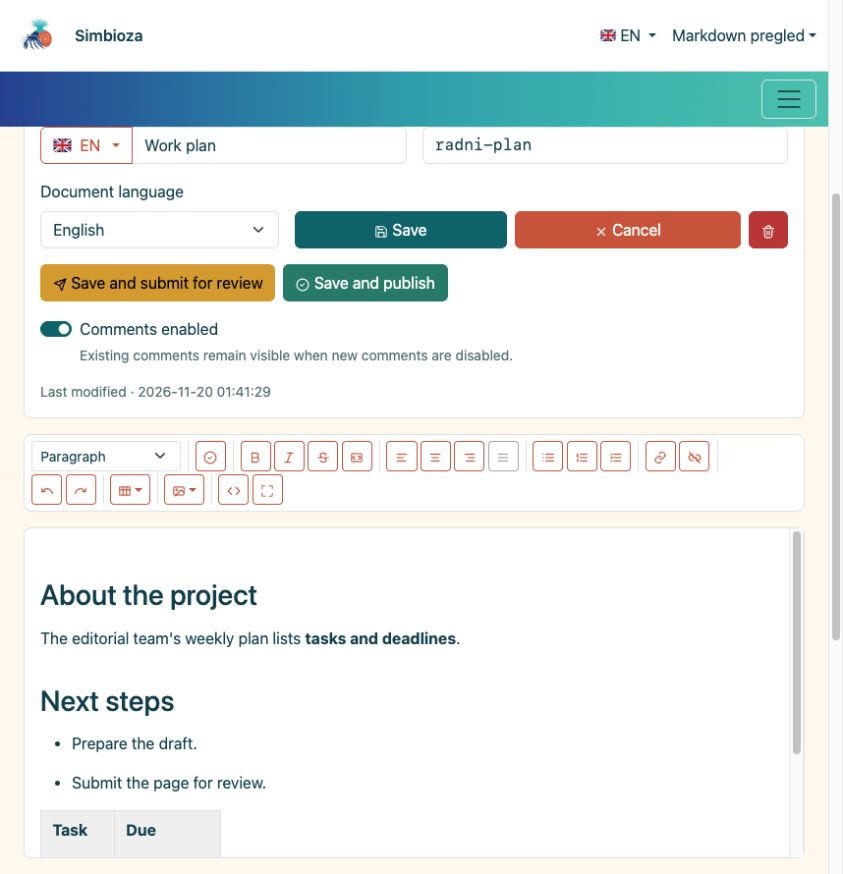 Simbioza
EN
Markdown pregled
EN
Work plan
radni-plan
Document language
English
Save
Cancel
Save and submit for review
Save and publish
Comments enabled
Existing comments remain visible when new comments are disabled.
Last modified · 2026-11-20 01:41:29
Paragraph
B I S
About the project
The editorial team's weekly plan lists tasks and deadlines.
Next steps
• Prepare the draft.
• Submit the page for review.
Task Due